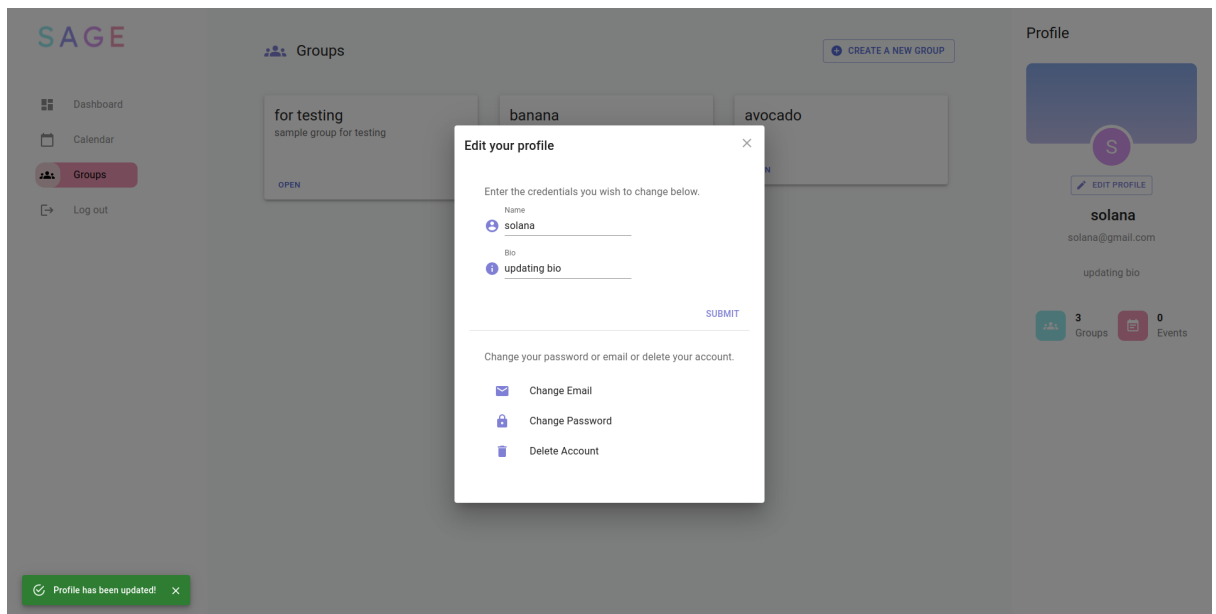 SAGE
Dashboard
Calendar
Groups
Log out
Groups
CREATE A NEW GROUP
for testing
sample group for testing
OPEN
banana
avocado
N
Edit your profile
Enter the credentials you wish to change below.
Name
solana
Bio
updating bio
SUBMIT
Change your password or email or delete your account.
Change Email
Change Password
Delete Account
Profile
S
EDIT PROFILE
solana
solana@gmail.com
updating bio
3
Groups
0
Events
Profile has been updated!